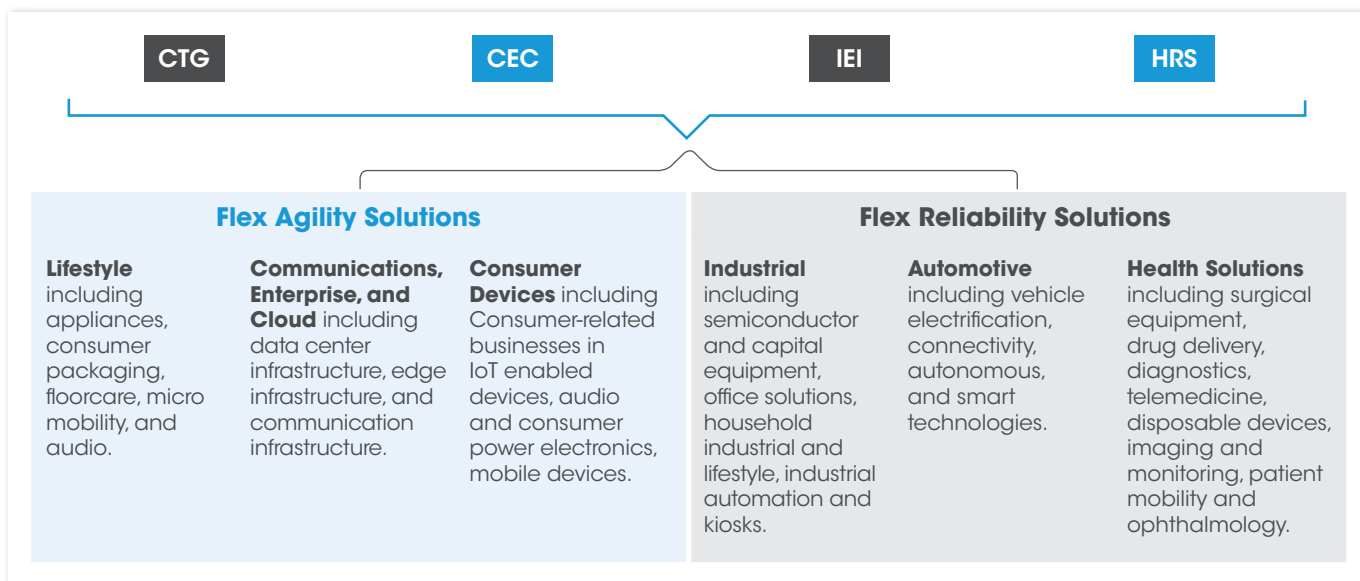 CTG
CEC
IEI
HRS
Flex Agility Solutions
Lifestyle
including
appliances,
consumer
packaging,
floorcare, micro
mobility, and
audio.
Communications,
Enterprise, and
Cloud including
data center
infrastructure, edge
infrastructure, and
communication
infrastructure.
Consumer
Devices including
Consumer-related
businesses in
IoT enabled
devices, audio
and consumer
power electronics,
mobile devices.
Flex Reliability Solutions
Industrial
including
semiconductor
and capital
equipment,
office solutions,
household
industrial and
lifestyle, industrial
automation and
kiosks.
Automotive
including vehicle
electrification,
connectivity,
autonomous,
and smart
technologies.
Health Solutions
including surgical
equipment,
drug delivery,
diagnostics,
telemedicine,
disposable devices,
imaging and
monitoring, patient
mobility and
ophthalmology.